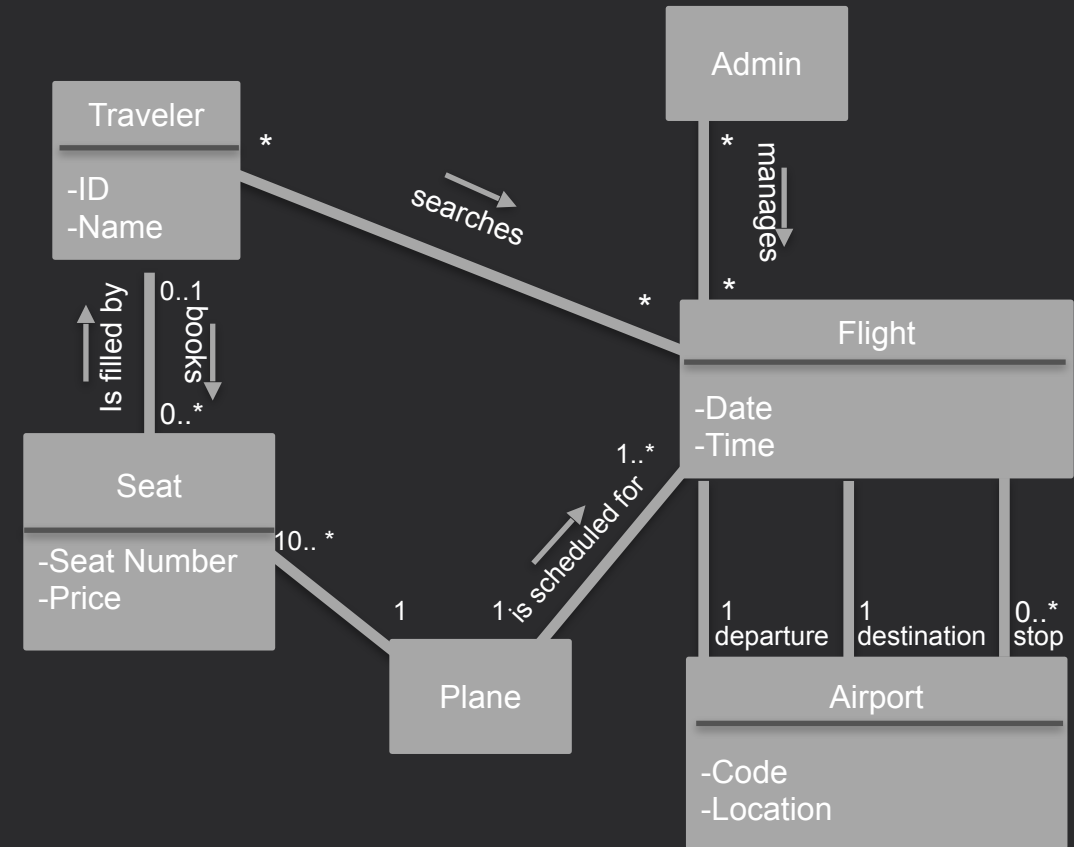 Admin
*
manages
*
Traveler
-ID
-Name
*
searches
*
Flight
-Date
-Time
Is filled by
0..1
books
0..*
Seat
-Seat Number
-Price
10.. *
1
Plane
1
is scheduled for
1..*
1
departure
1
destination
0..*
stop
Airport
-Code
-Location